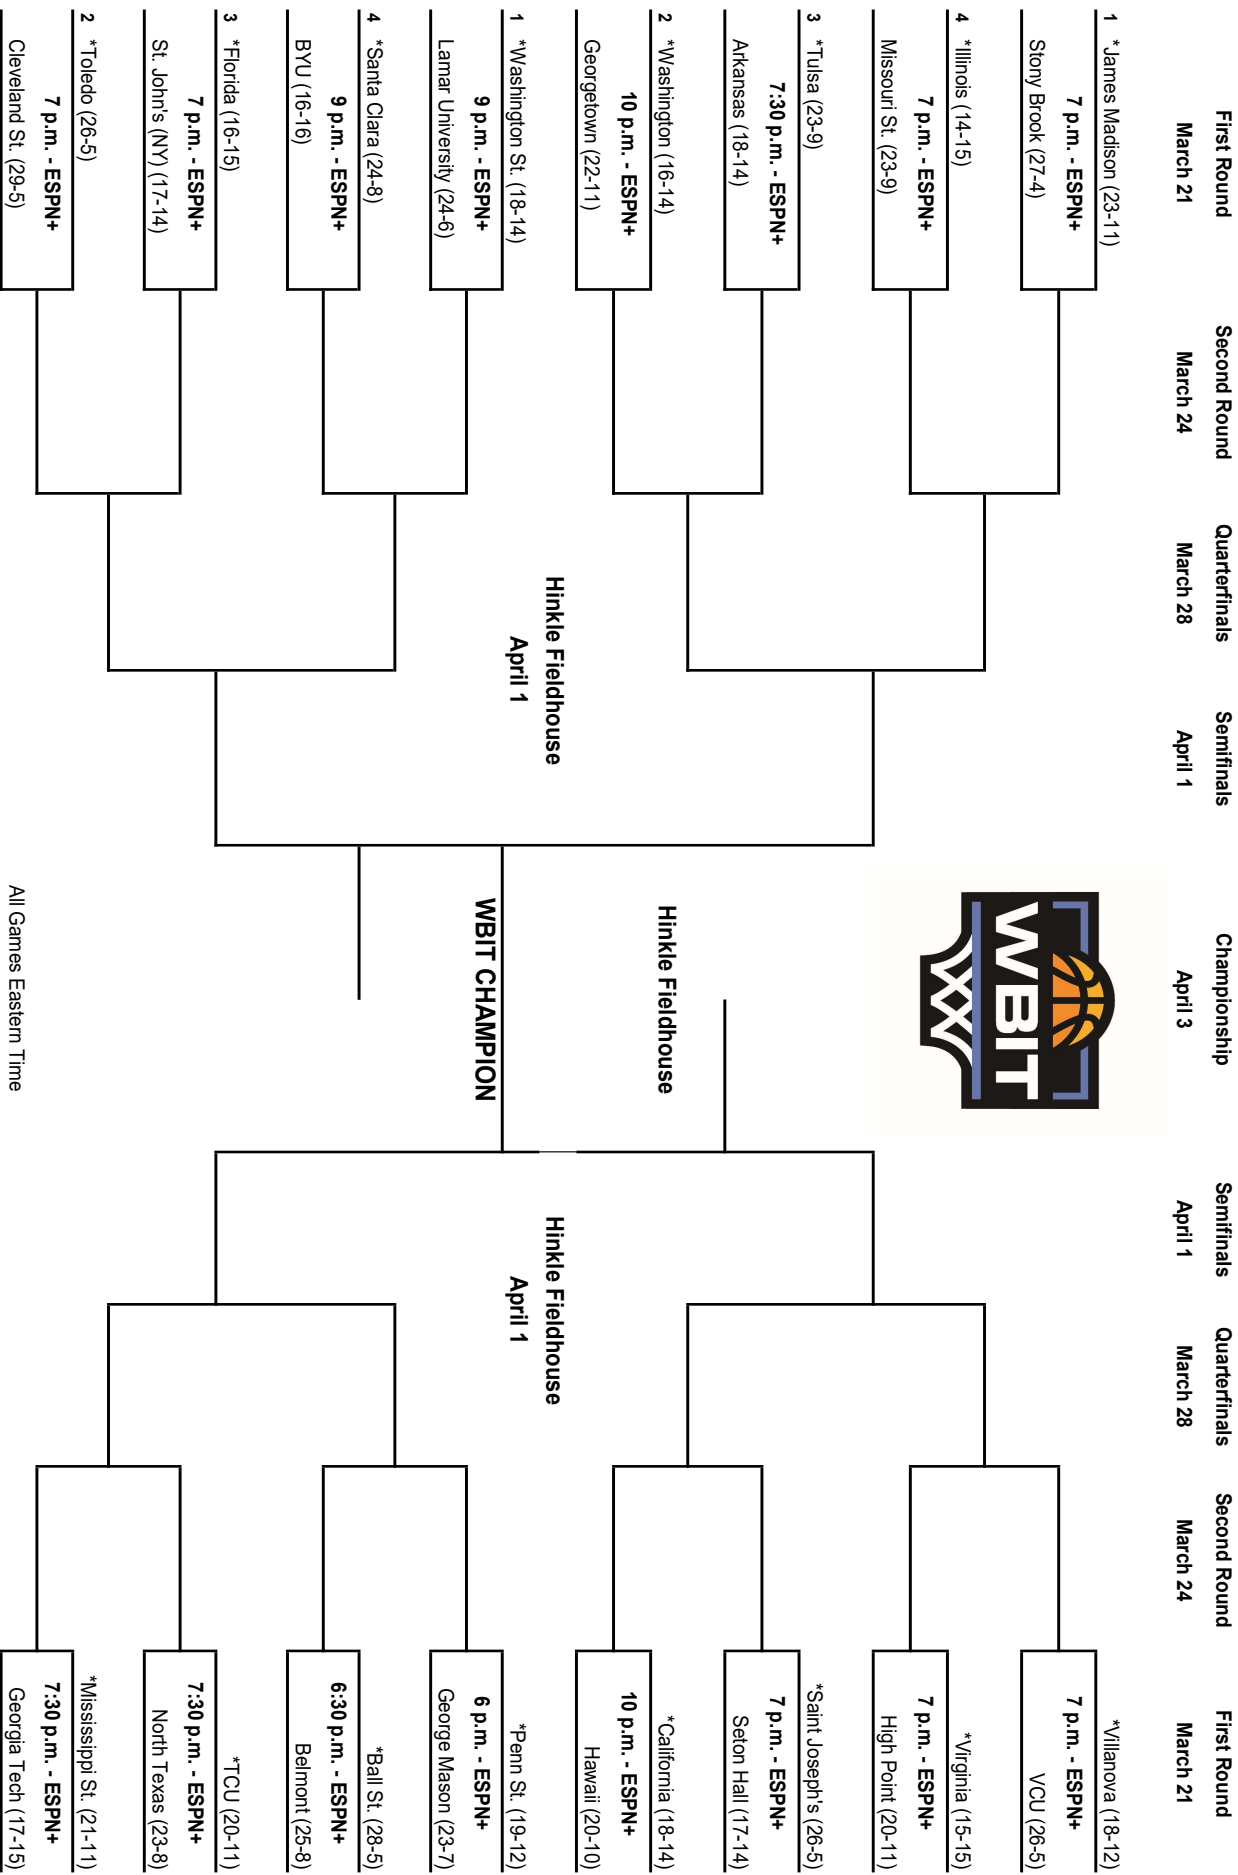 First Round
March 21
Second Round
March 24
Quarterfinals
March 28
Semifinals
April 1
Championship
April 3
Semifinals
April 1
Quarterfinals
March 28
Second Round
March 24
First Round
March 21
1 *James Madison (23-11)
7 p.m. - ESPN+
Stony Brook (27-4)
4 *Illinois (14-15)
7 p.m. - ESPN+
Missouri St. (23-9)
3 *Tulsa (23-9)
7:30 p.m. - ESPN+
Arkansas (18-14)
2 *Washington (16-14)
10 p.m. - ESPN+
Georgetown (22-11)
1 *Washington St. (18-14)
9 p.m. - ESPN+
Lamar University (24-6)
4 *Santa Clara (24-8)
9 p.m. - ESPN+
BYU (16-16)
3 *Florida (16-15)
7 p.m. - ESPN+
St. John's (NY) (17-14)
2 *Toledo (26-5)
7 p.m. - ESPN+
Cleveland St. (29-5)
Hinkle Fieldhouse
April 1
WBIT
Hinkle Fieldhouse
WBIT CHAMPION
All Games Eastern Time
Hinkle Fieldhouse
April 1
*Villanova (18-12)
7 p.m. - ESPN+
VCU (26-5)
*Virginia (15-15)
7 p.m. - ESPN+
High Point (20-11)
*Saint Joseph's (26-5)
7 p.m. - ESPN+
Seton Hall (17-14)
*California (18-14)
10 p.m. - ESPN+
Hawaii (20-10)
*Penn St. (19-12)
6 p.m. - ESPN+
George Mason (23-7)
*Ball St. (28-5)
6:30 p.m. - ESPN+
Belmont (25-8)
*TCU (20-11)
7:30 p.m. - ESPN+
North Texas (23-8)
*Mississippi St. (21-11)
7:30 p.m. - ESPN+
Georgia Tech (17-15)